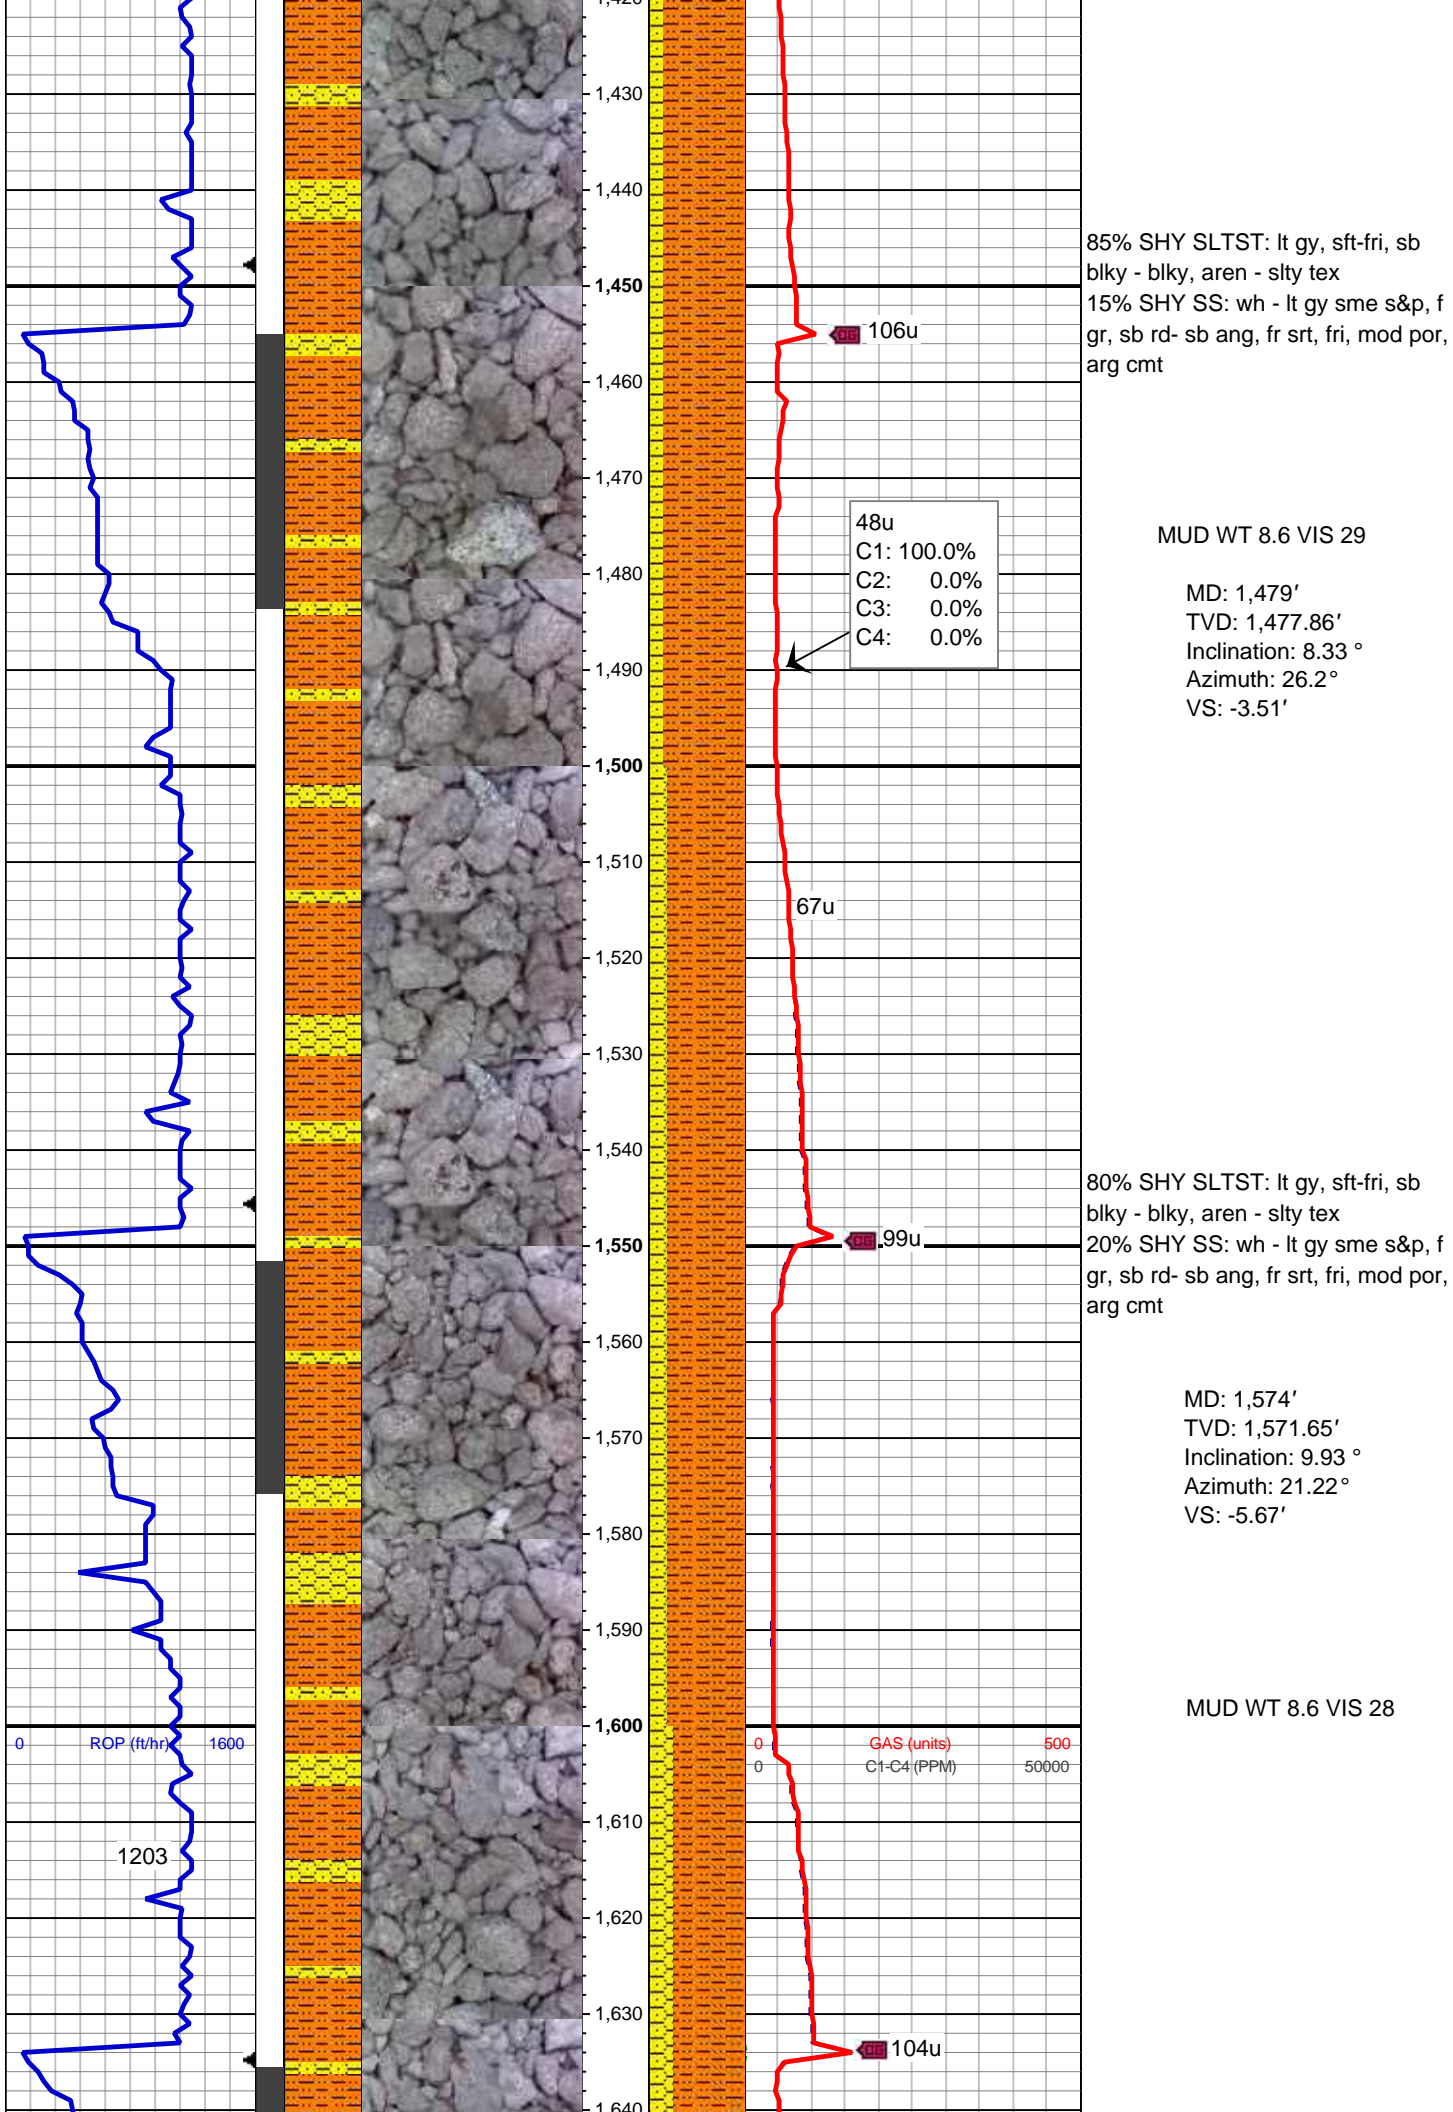 1,430
1,440
85% SHY SLTST: lt gy, sft-fri, sb
blky - blky, aren - slty tex
1,450
15% SHY SS: wh - lt gy sme s&p, f
gr, sb rd- sb ang, fr srt, fri, mod por,
arg cmt
CG 106u
1,460
1,470
48u
C1: 100.0%
C2: 0.0%
C3: 0.0%
C4: 0.0%
MUD WT 8.6 VIS 29
1,480
MD: 1,479′
TVD: 1,477.86′
Inclination: 8.33 °
Azimuth: 26.2°
VS: -3.51′
1,490
1,500
1,510
67u
1,520
1,530
1,540
80% SHY SLTST: lt gy, sft-fri, sb
blky - blky, aren - slty tex
20% SHY SS: wh - lt gy sme s&p, f
gr, sb rd- sb ang, fr srt, fri, mod por,
arg cmt
CG 99u
1,550
1,560
MD: 1,574′
TVD: 1,571.65′
Inclination: 9.93 °
Azimuth: 21.22°
VS: -5.67′
1,570
1,580
1,590
MUD WT 8.6 VIS 28
1,600
0 ROP (ft/hr) 1600
0 GAS (units) 500
0 C1-C4 (PPM) 50000
1,610
1203
1,620
1,630
CG 104u
1,640